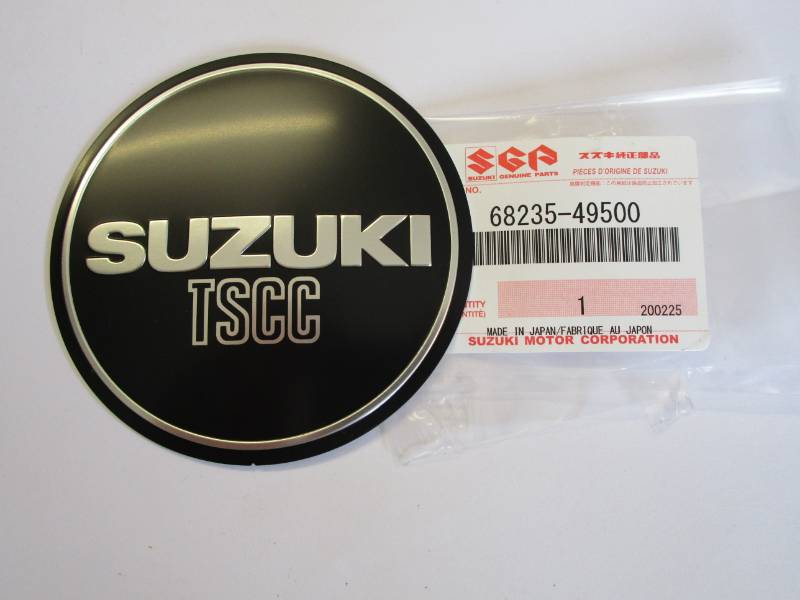 SUZUKI
TSCC
SGP
スズキ純正部品
SUZUKI GENUINE PARTS
PIECES D'ORIGINE DE SUZUKI
NO.
68235-49500
1
200225
MADE IN JAPAN/FABRIQUE AU JAPON
SUZUKI MOTOR CORPORATION